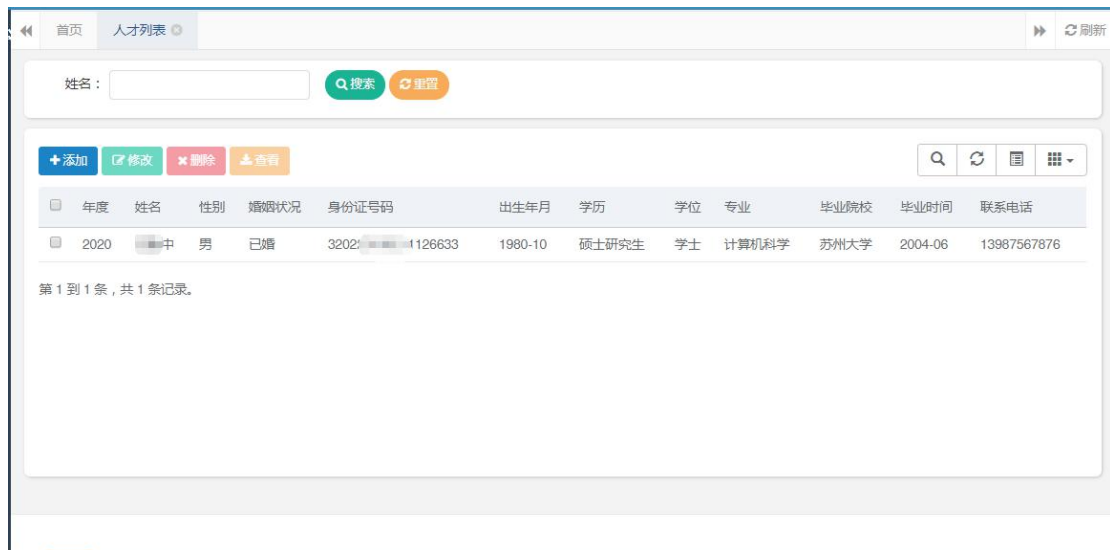 首页 人才列表 刷新
姓名： 搜索 重置
添加 修改 删除 查看
年度 姓名 性别 婚姻状况 身份证号码 出生年月 学历 学位 专业 毕业院校 毕业时间 联系电话
2020 中 男 已婚 3202 1126633 1980-10 硕士研究生 学士 计算机科学 苏州大学 2004-06 13987567876
第 1 到 1 条，共 1 条记录。